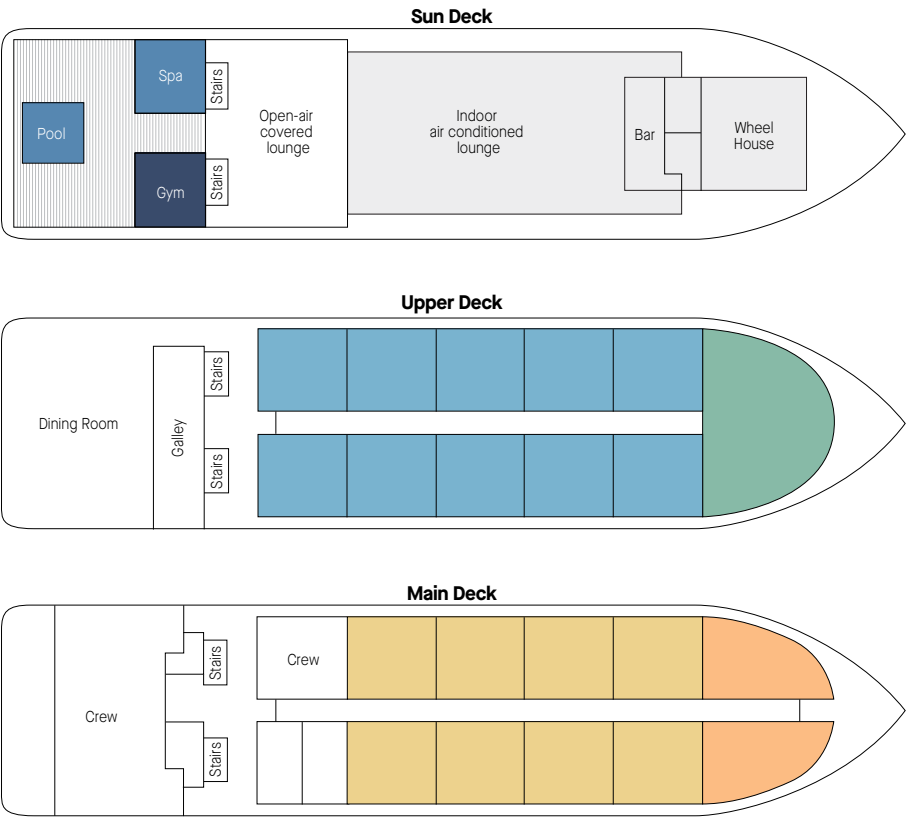 Sun Deck
Spa
Stairs
Pool
Open-air
covered
lounge
Indoor
air conditioned
lounge
Bar
Wheel
House
Gym
Stairs
Upper Deck
Stairs
Dining Room
Galley
Stairs
Main Deck
Stairs
Crew
Crew
Stairs